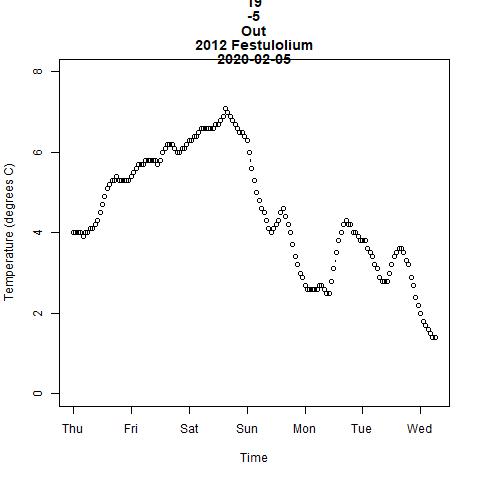 19
-5
Out
2012 Festulolium
2020-02-05
Temperature (degrees C)
8
6
4
2
0
Thu Fri Sat Sun Mon Tue Wed
Time